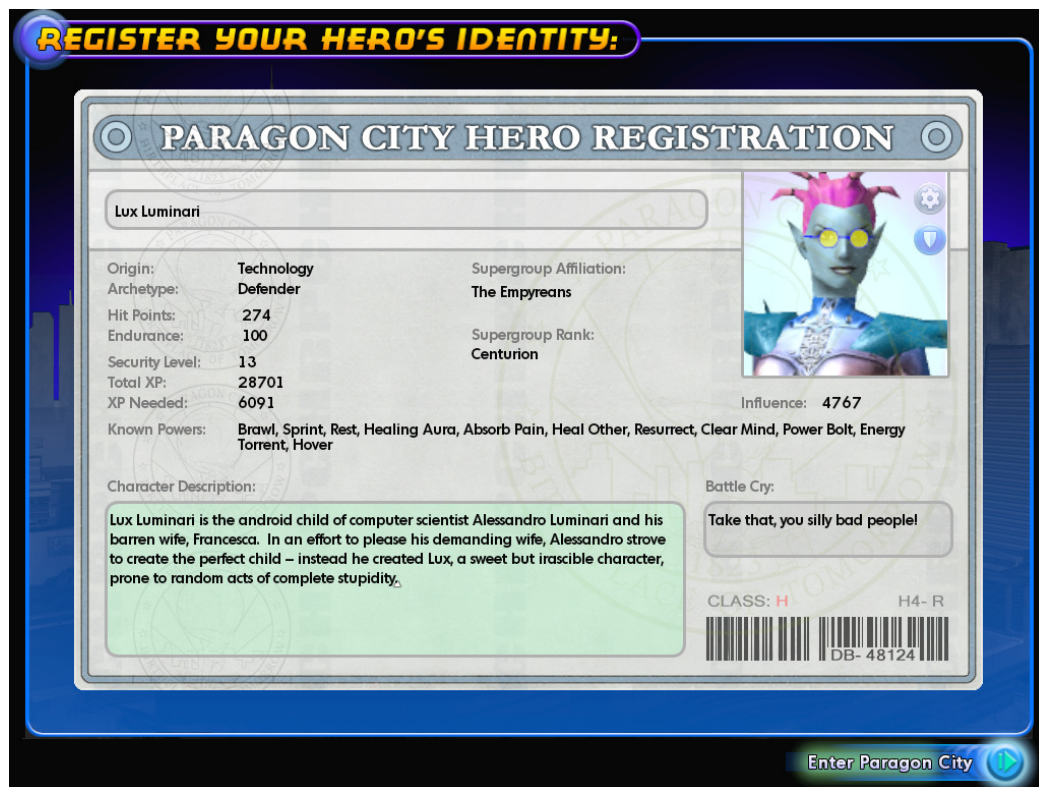 REGISTER YOUR HERO'S IDENTITY:
PARAGON CITY HERO REGISTRATION
Lux Luminari
Origin: Technology
Archetype: Defender
Hit Points: 274
Endurance: 100
Security Level: 13
Total XP: 28701
XP Needed: 6091
Supergroup Affiliation:
The Empyreans
Supergroup Rank:
Centurion
Influence: 4767
Known Powers: Brawl, Sprint, Rest, Healing Aura, Absorb Pain, Heal Other, Resurrect, Clear Mind, Power Bolt, Energy
Torrent, Hover
Character Description:
Lux Luminari is the android child of computer scientist Alessandro Luminari and his
barren wife, Francesca. In an effort to please his demanding wife, Alessandro strove
to create the perfect child – instead he created Lux, a sweet but irascible character,
prone to random acts of complete stupidity.
Battle Cry:
Take that, you silly bad people!
CLASS: H H4- R
DB- 48124
Enter Paragon City